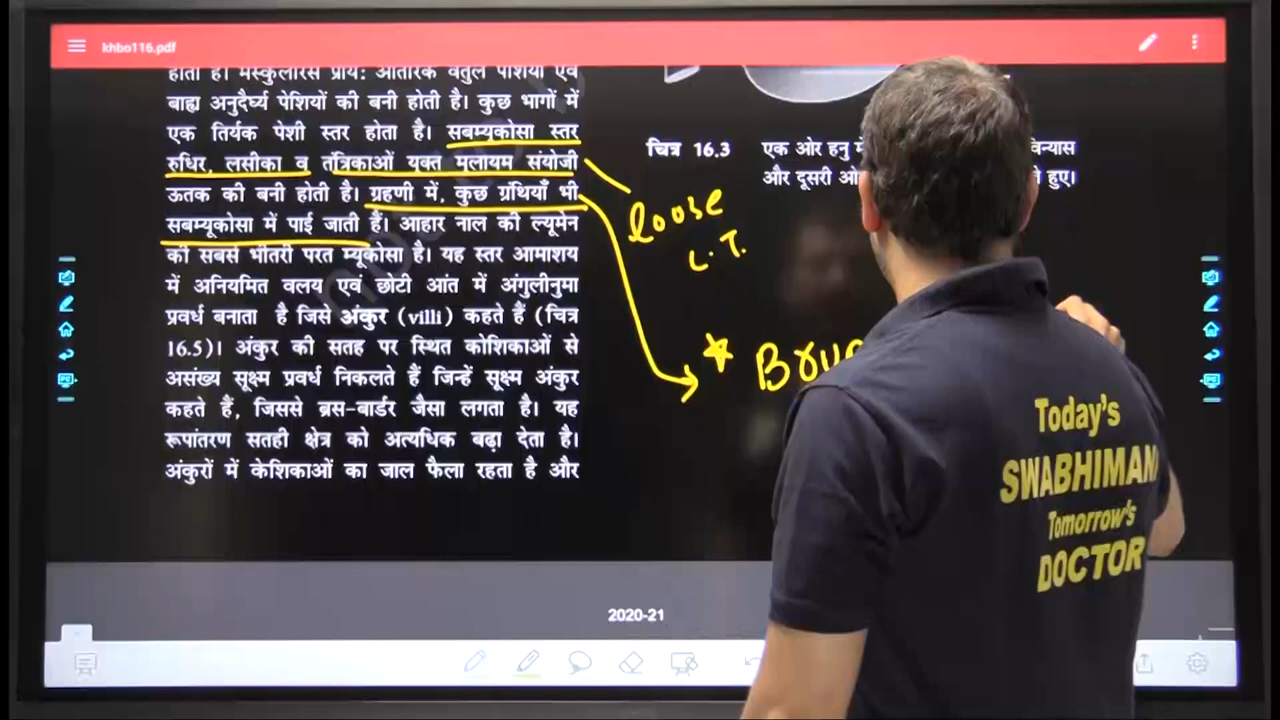 khbo116.pdf
होता है। मस्कुलेरिस प्राय: आंतरिक वर्तुल पेशियों एवं
बाह्य अनुदैर्घ्य पेशियों की बनी होती है। कुछ भागों में
एक तिर्यक पेशी स्तर होता है। सबम्यूकोसा स्तर
रुधिर, लसीका व तंत्रिकाओं युक्त मुलायम संयोजी
ऊतक की बनी होती है। ग्रहणी में, कुछ ग्रंथियाँ भी
सबम्यूकोसा में पाई जाती हैं। आहार नाल की ल्यूमेन
की सबसे भीतरी परत म्यूकोसा है। यह स्तर आमाशय
में अनियमित वलय एवं छोटी आंत में अंगुलीनुमा
प्रवर्ध बनाता है जिसे अंकुर (villi) कहते हैं (चित्र
16.5)। अंकुर की सतह पर स्थित कोशिकाओं से
असंख्य सूक्ष्म प्रवर्ध निकलते हैं जिन्हें सूक्ष्म अंकुर
कहते हैं, जिससे ब्रस-बार्डर जैसा लगता है। यह
रूपांतरण सतही क्षेत्र को अत्यधिक बढ़ा देता है।
अंकुरों में केशिकाओं का जाल फैला रहता है और
चित्र 16.3 एक ओर हनु
और दूसरी हुए।
loose
C.T.
Today's
SWABHIMANI
Tomorrow's
DOCTOR
2020-21